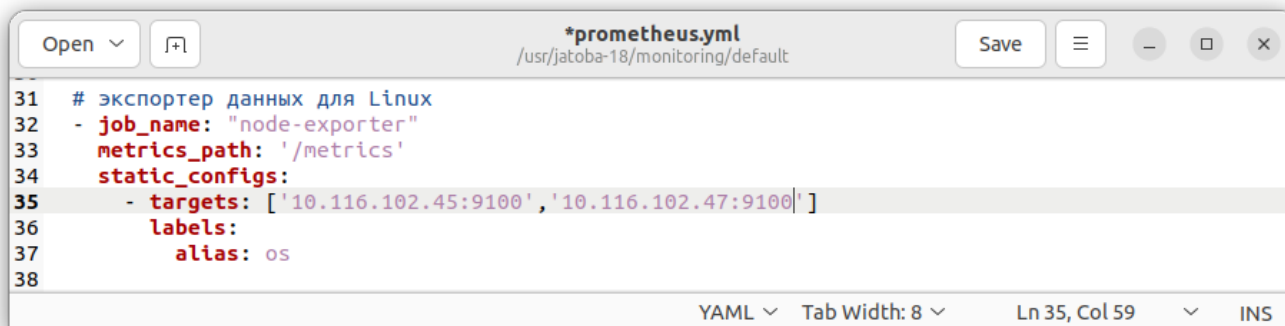 Open
*prometheus.yml
/usr/jatoba-18/monitoring/default
Save
31 # экспортер данных для Linux
32 - job_name: "node-exporter"
33 metrics_path: '/metrics'
34 static_configs:
35 - targets: ['10.116.102.45:9100','10.116.102.47:9100']
36 labels:
37 alias: os
38
YAML Tab Width: 8 Ln 35, Col 59 INS